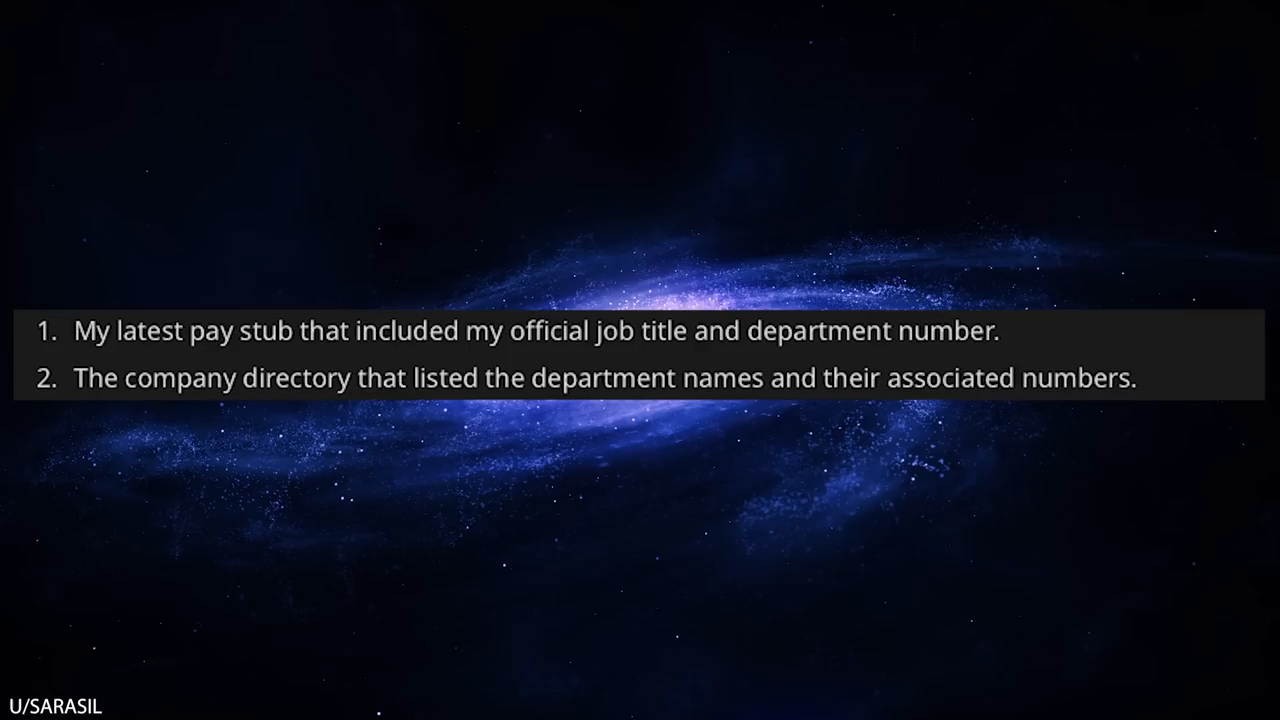 1. My latest pay stub that included my official job title and department number.
2. The company directory that listed the department names and their associated numbers.
U/SARASIL